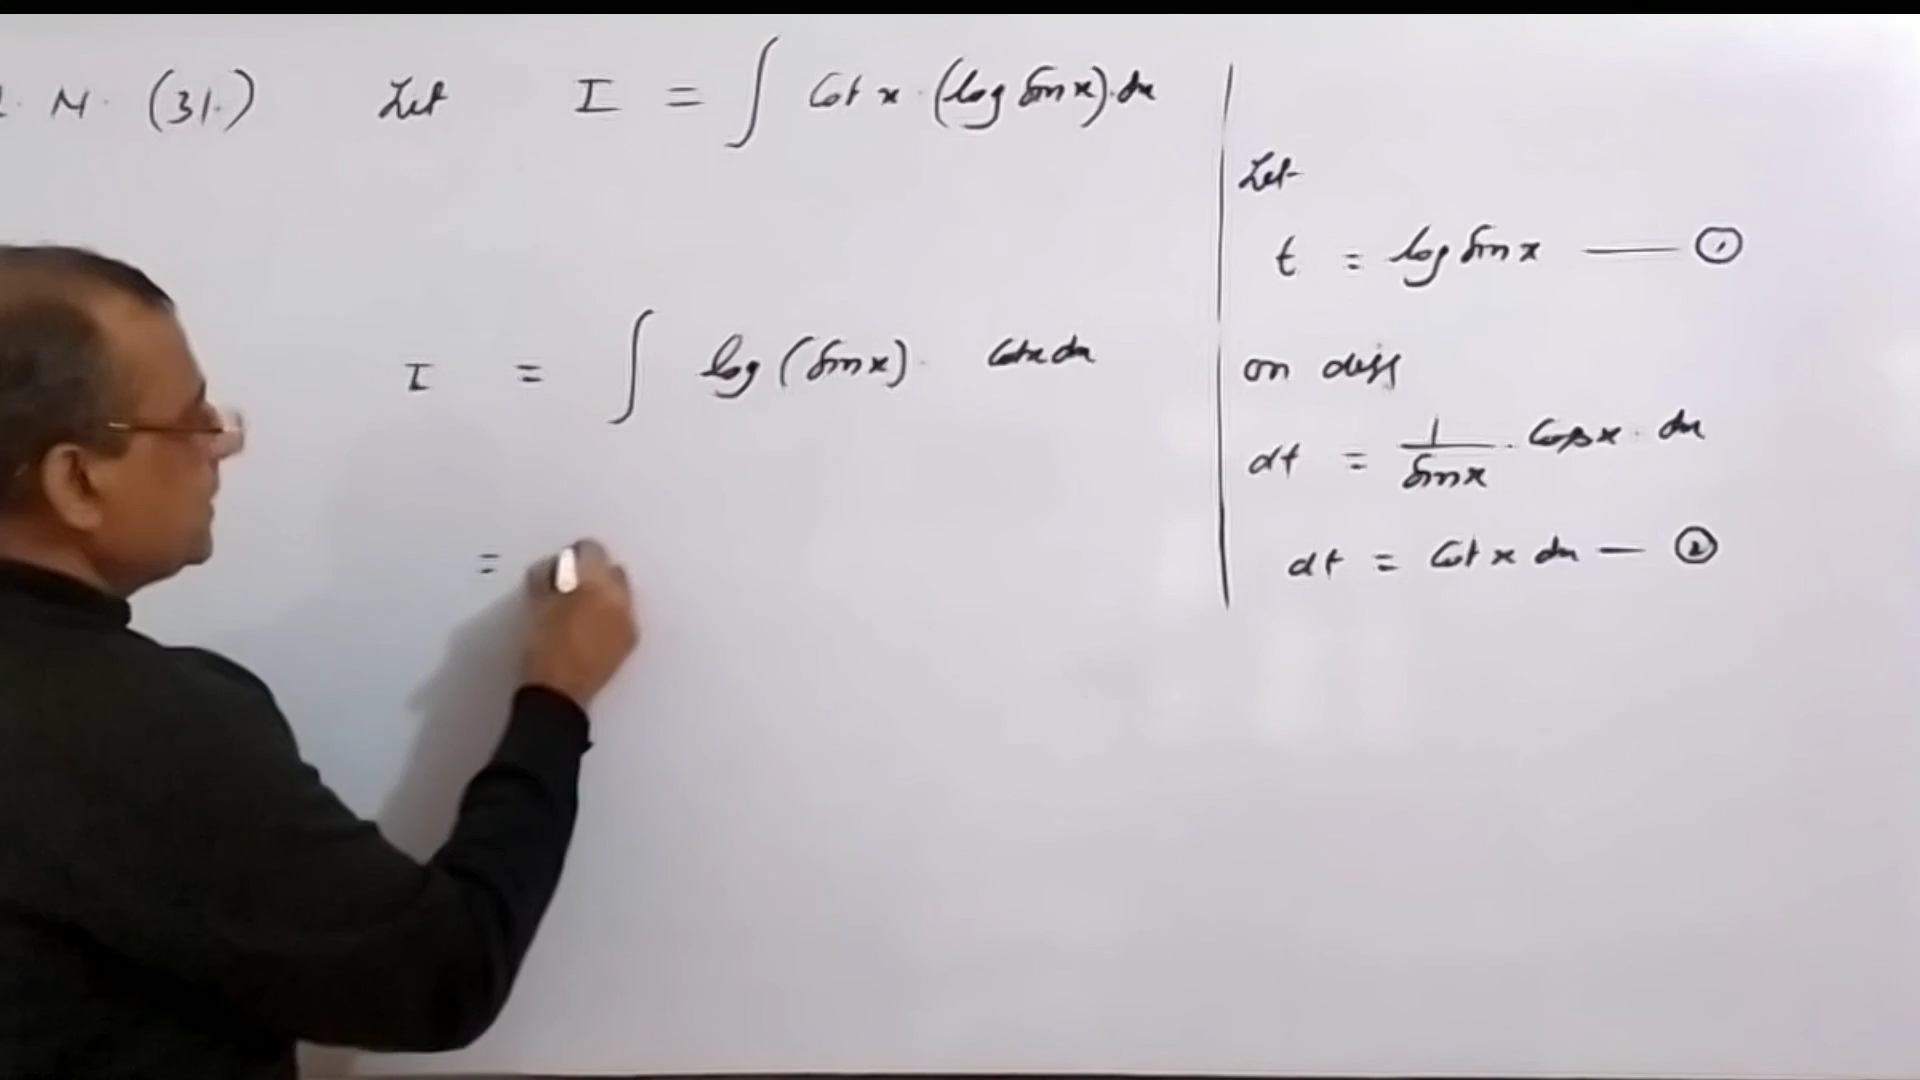 . N. (31.) Let I = ∫ Cot x . (log Sin x) . dx
I = ∫ log (Sin x) . Cot x dx
=
Let
t = log Sin x —— ①
on diff
dt = 1/Sin x . Cos x . dx
dt = Cot x dx — ②